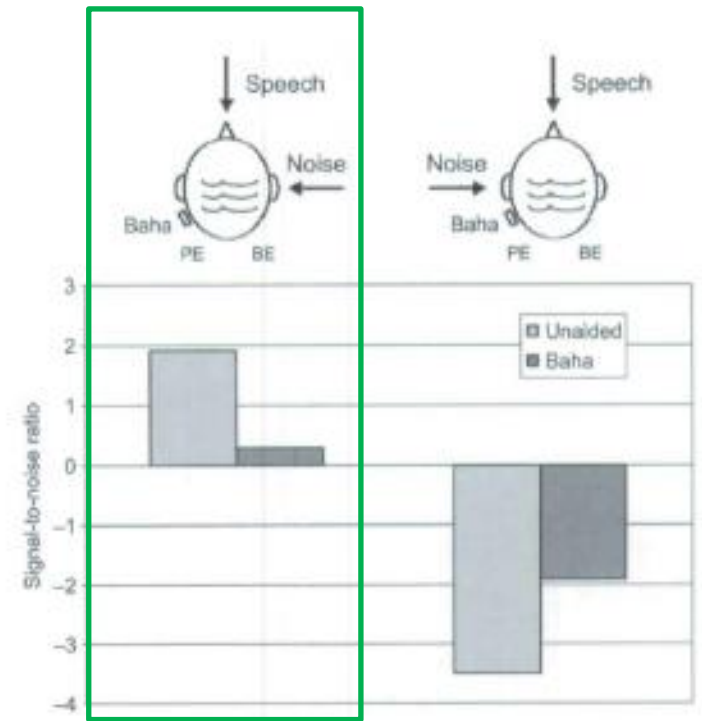 Speech
Noise
Baha
PE BE
Speech
Noise
Baha
PE BE
Signal-to-noise ratio
3
2
1
0
–1
–2
–3
–4
Unaided
Baha